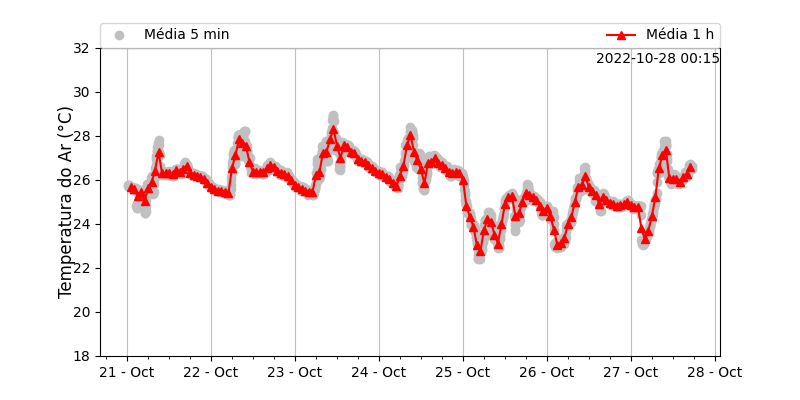 Média 5 min
Média 1 h
2022-10-28 00:15
Temperatura do Ar (°C)
32
30
28
26
24
22
20
18
21 - Oct
22 - Oct
23 - Oct
24 - Oct
25 - Oct
26 - Oct
27 - Oct
28 - Oct